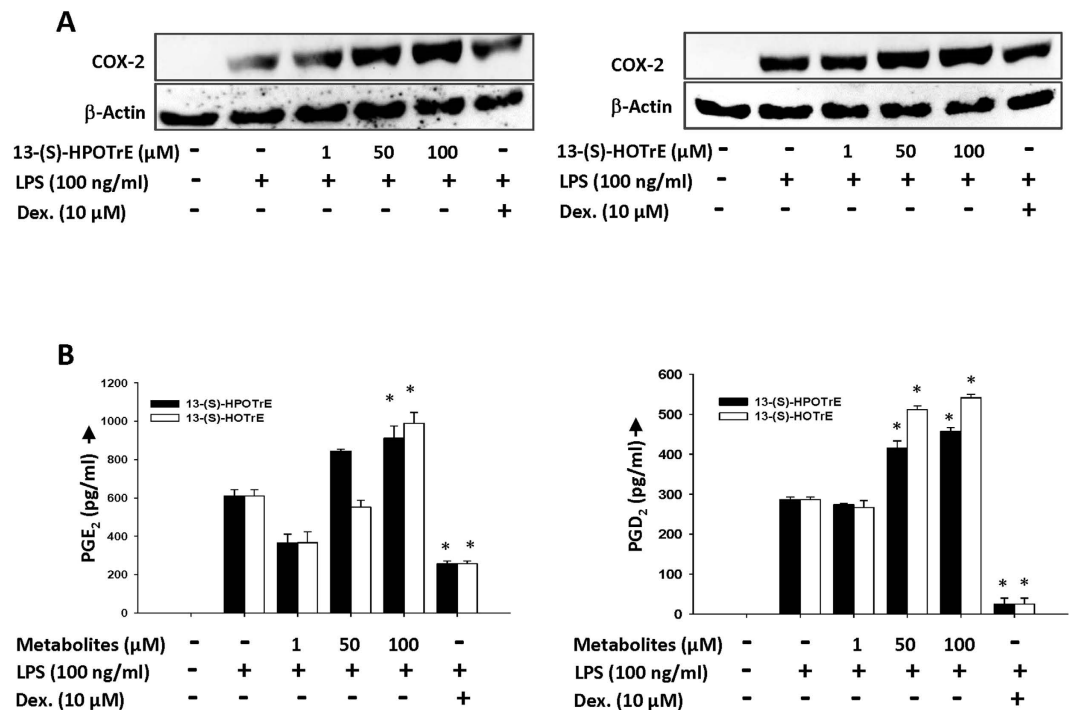 A
COX-2
β-Actin
13-(S)-HPOTrE (μM) - - 1 50 100 -
LPS (100 ng/ml) - + + + + +
Dex. (10 μM) - - - - - +
COX-2
β-Actin
13-(S)-HOTrE (μM) - - 1 50 100 -
LPS (100 ng/ml) - + + + + +
Dex. (10 μM) - - - - - +
B
PGE2 (pg/ml) →
1200
1000
800
600
400
200
0
13-(S)-HPOTrE
13-(S)-HOTrE
* *
* *
Metabolites (μM) - - 1 50 100 -
LPS (100 ng/ml) - + + + + +
Dex. (10 μM) - - - - - +
PGD2 (pg/ml) →
600
500
400
300
200
100
0
13-(S)-HPOTrE
13-(S)-HOTrE
* *
* *
* *
Metabolites (μM) - - 1 50 100 -
LPS (100 ng/ml) - + + + + +
Dex. (10 μM) - - - - - +